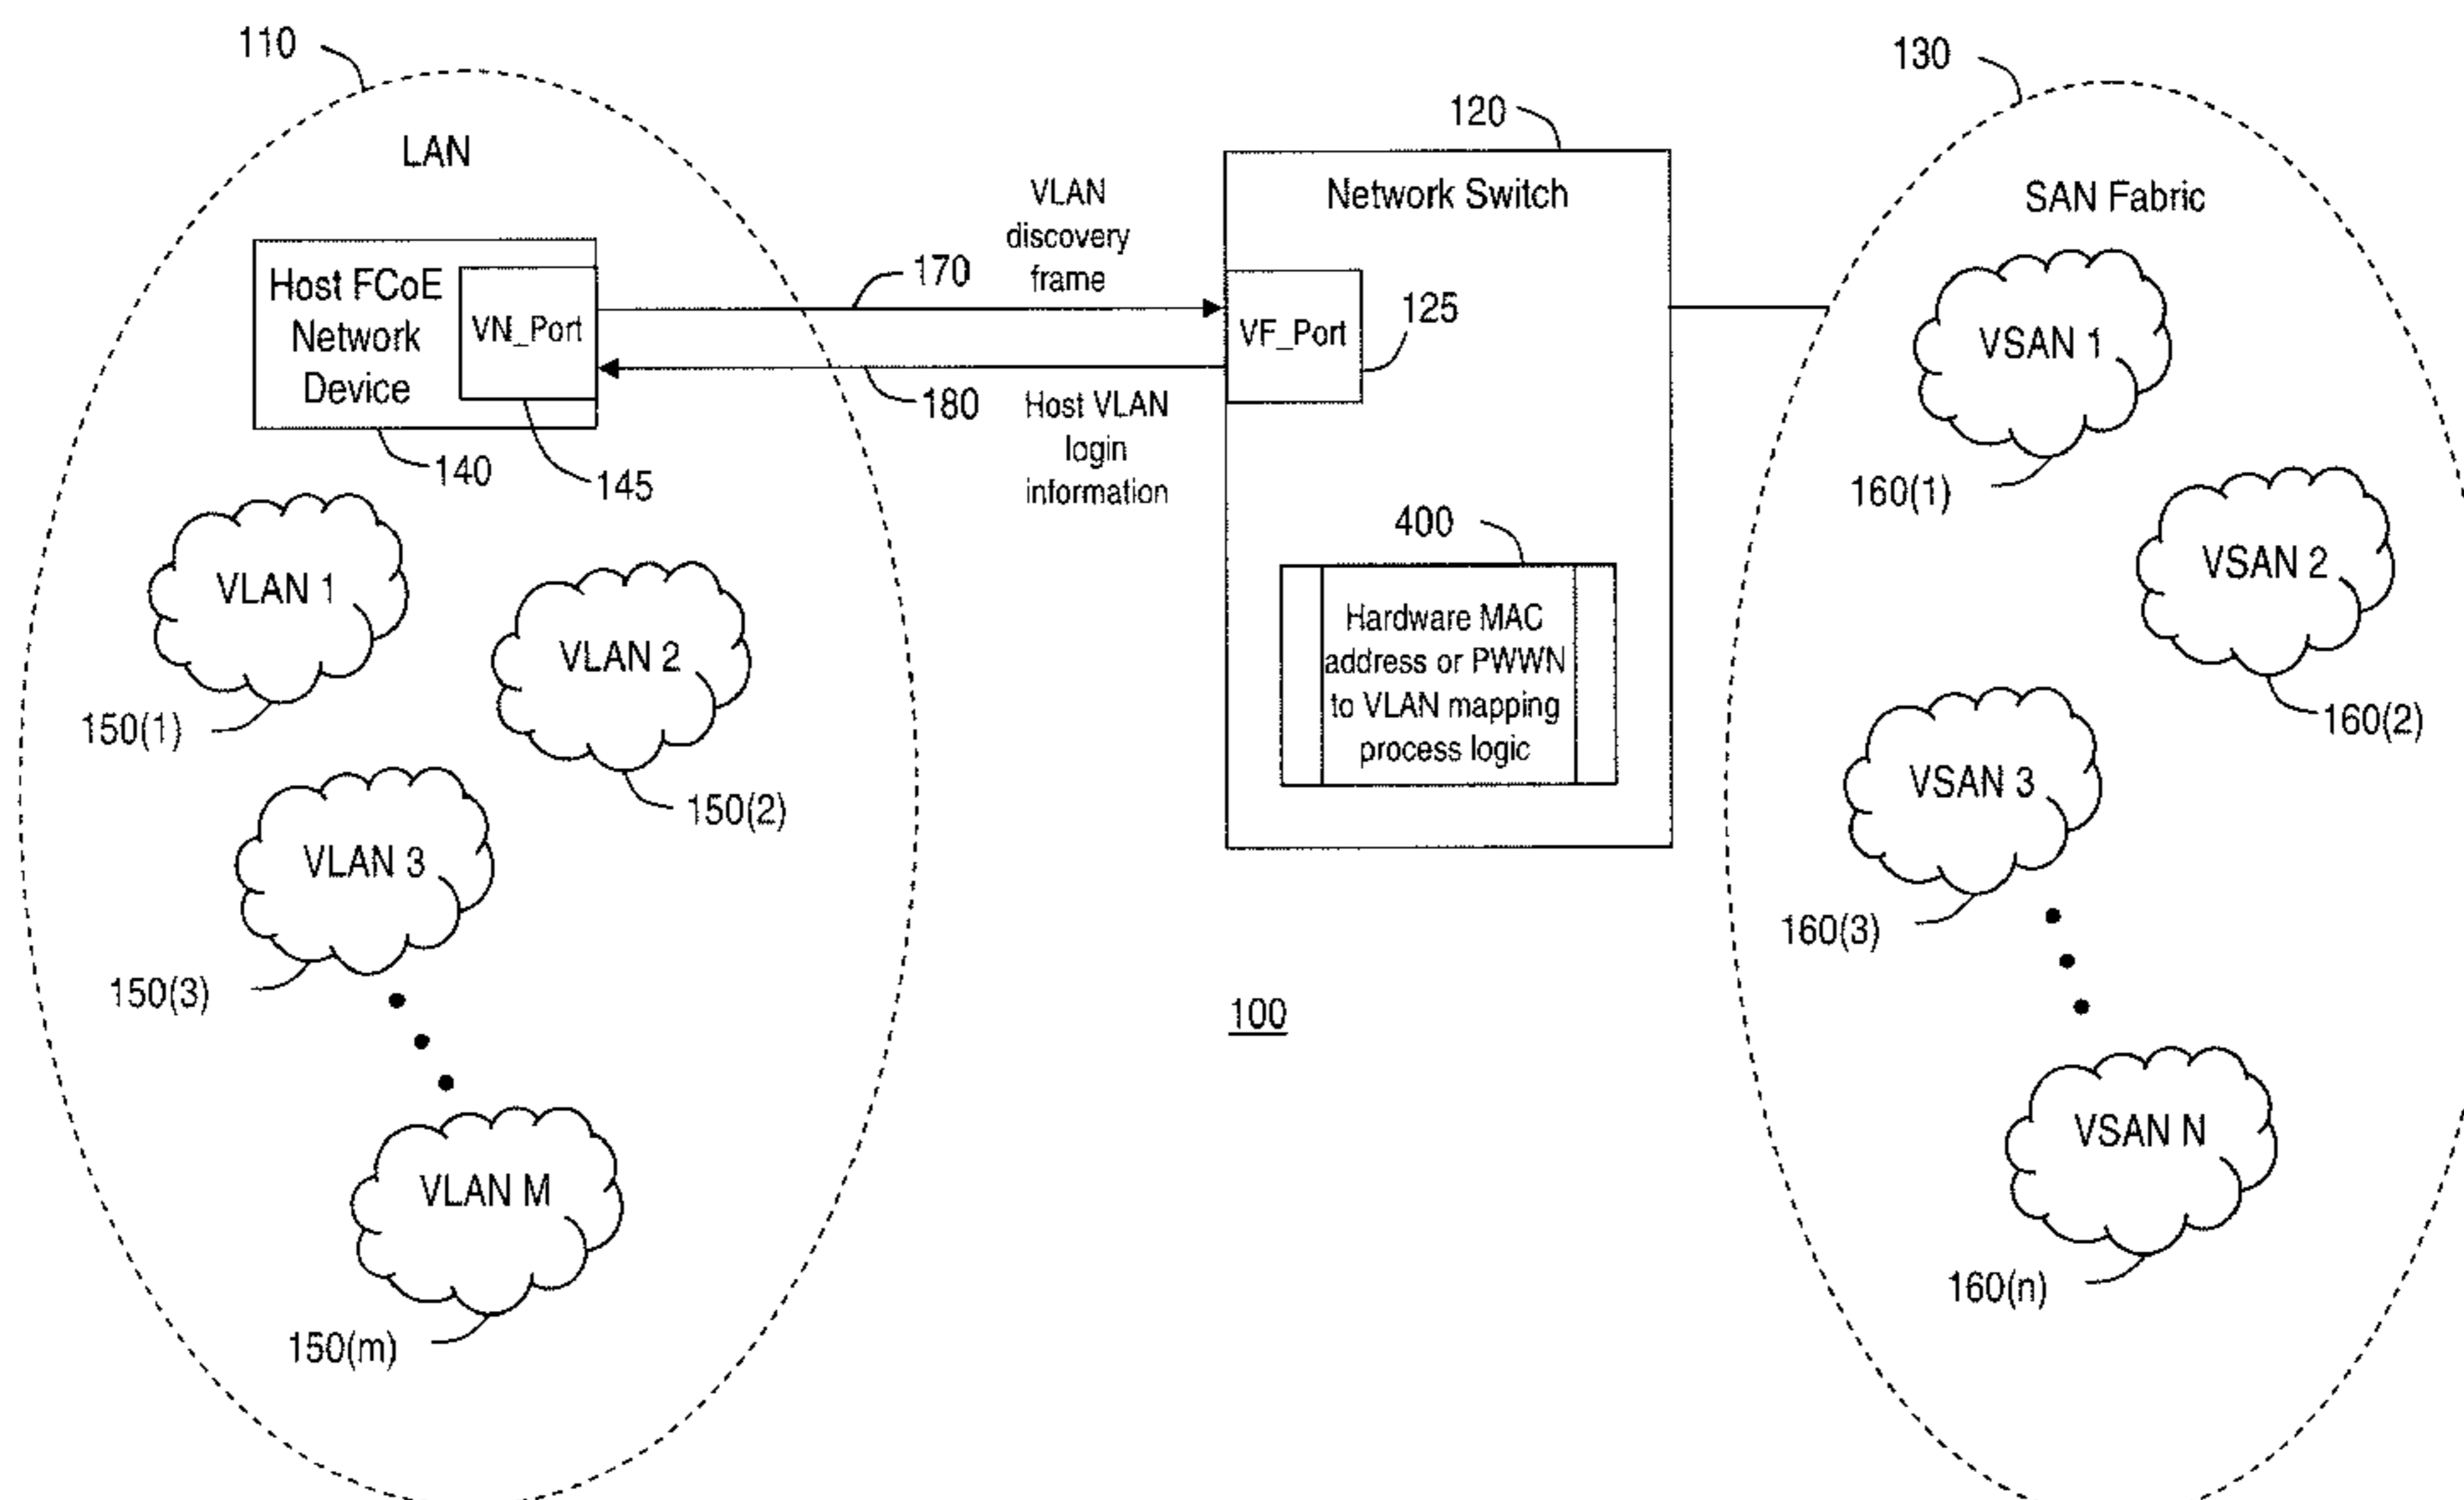 110
LAN
Host FCoE
Network
Device
VN_Port
140
145
VLAN
discovery
frame
170
180
Host VLAN
login
information
120
Network Switch
VF_Port
125
400
Hardware MAC
address or PWWN
to VLAN mapping
process logic
130
SAN Fabric
VSAN 1
160(1)
VSAN 2
160(2)
VSAN 3
160(3)
VSAN N
160(n)
VLAN 1
150(1)
VLAN 2
150(2)
VLAN 3
150(3)
VLAN M
150(m)
100